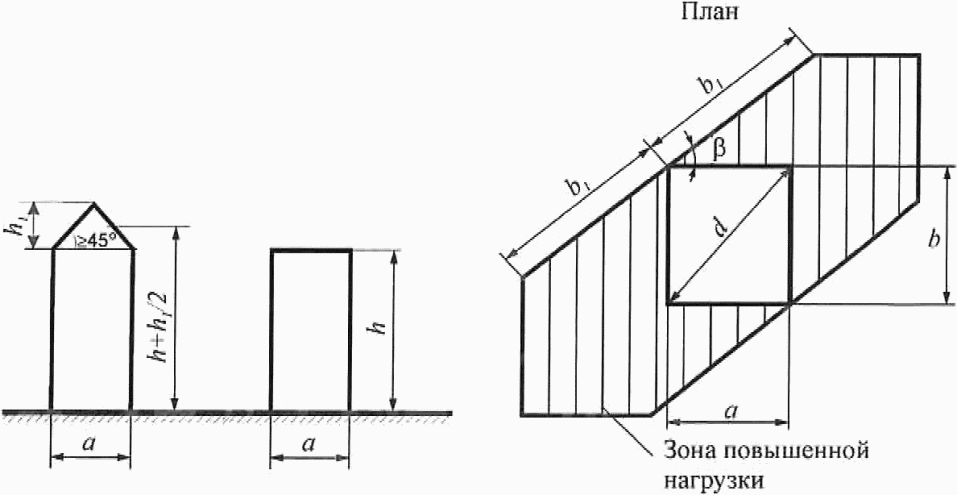 План
b₁
b₁
β
d
b
a
Зона повышенной
нагрузки
h₁
≥45°
h+h₁/2
h
a
a